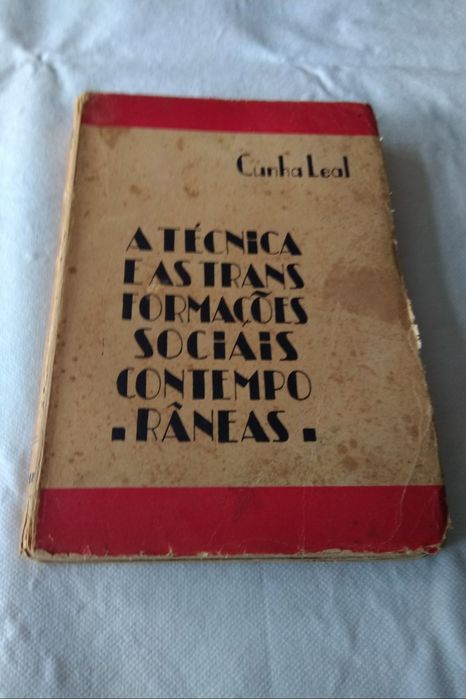 Cunha Leal
A TÉCNiCA
E AS TRANS
FORMAÇÕES
SOCiAiS
CONTEMPO
. RÂNEAS .